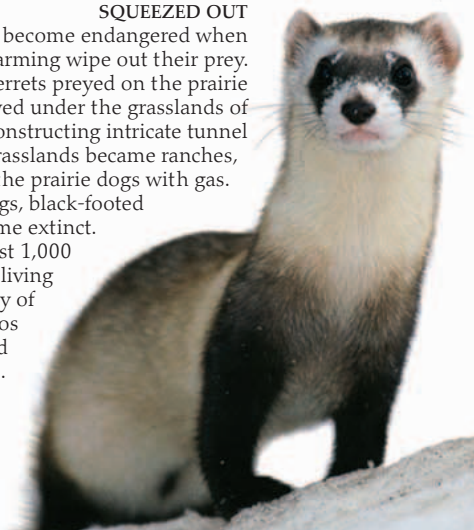 SQUEEZED OUT
become endangered when
arming wipe out their prey.
errets preyed on the prairie
ved under the grasslands of
onstructing intricate tunnel
rasslands became ranches,
he prairie dogs with gas.
gs, black-footed
me extinct.
st 1,000
living
y of
os
d
.